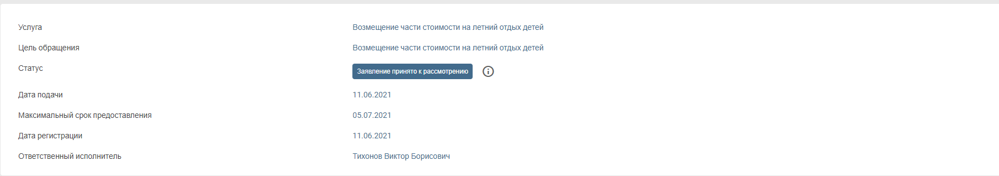 Услуга Возмещение части стоимости на летний отдых детей
Цель обращения Возмещение части стоимости на летний отдых детей
Статус Заявление принято к рассмотрению
Дата подачи 11.06.2021
Максимальный срок предоставления 05.07.2021
Дата регистрации 11.06.2021
Ответственный исполнитель Тихонов Виктор Борисович